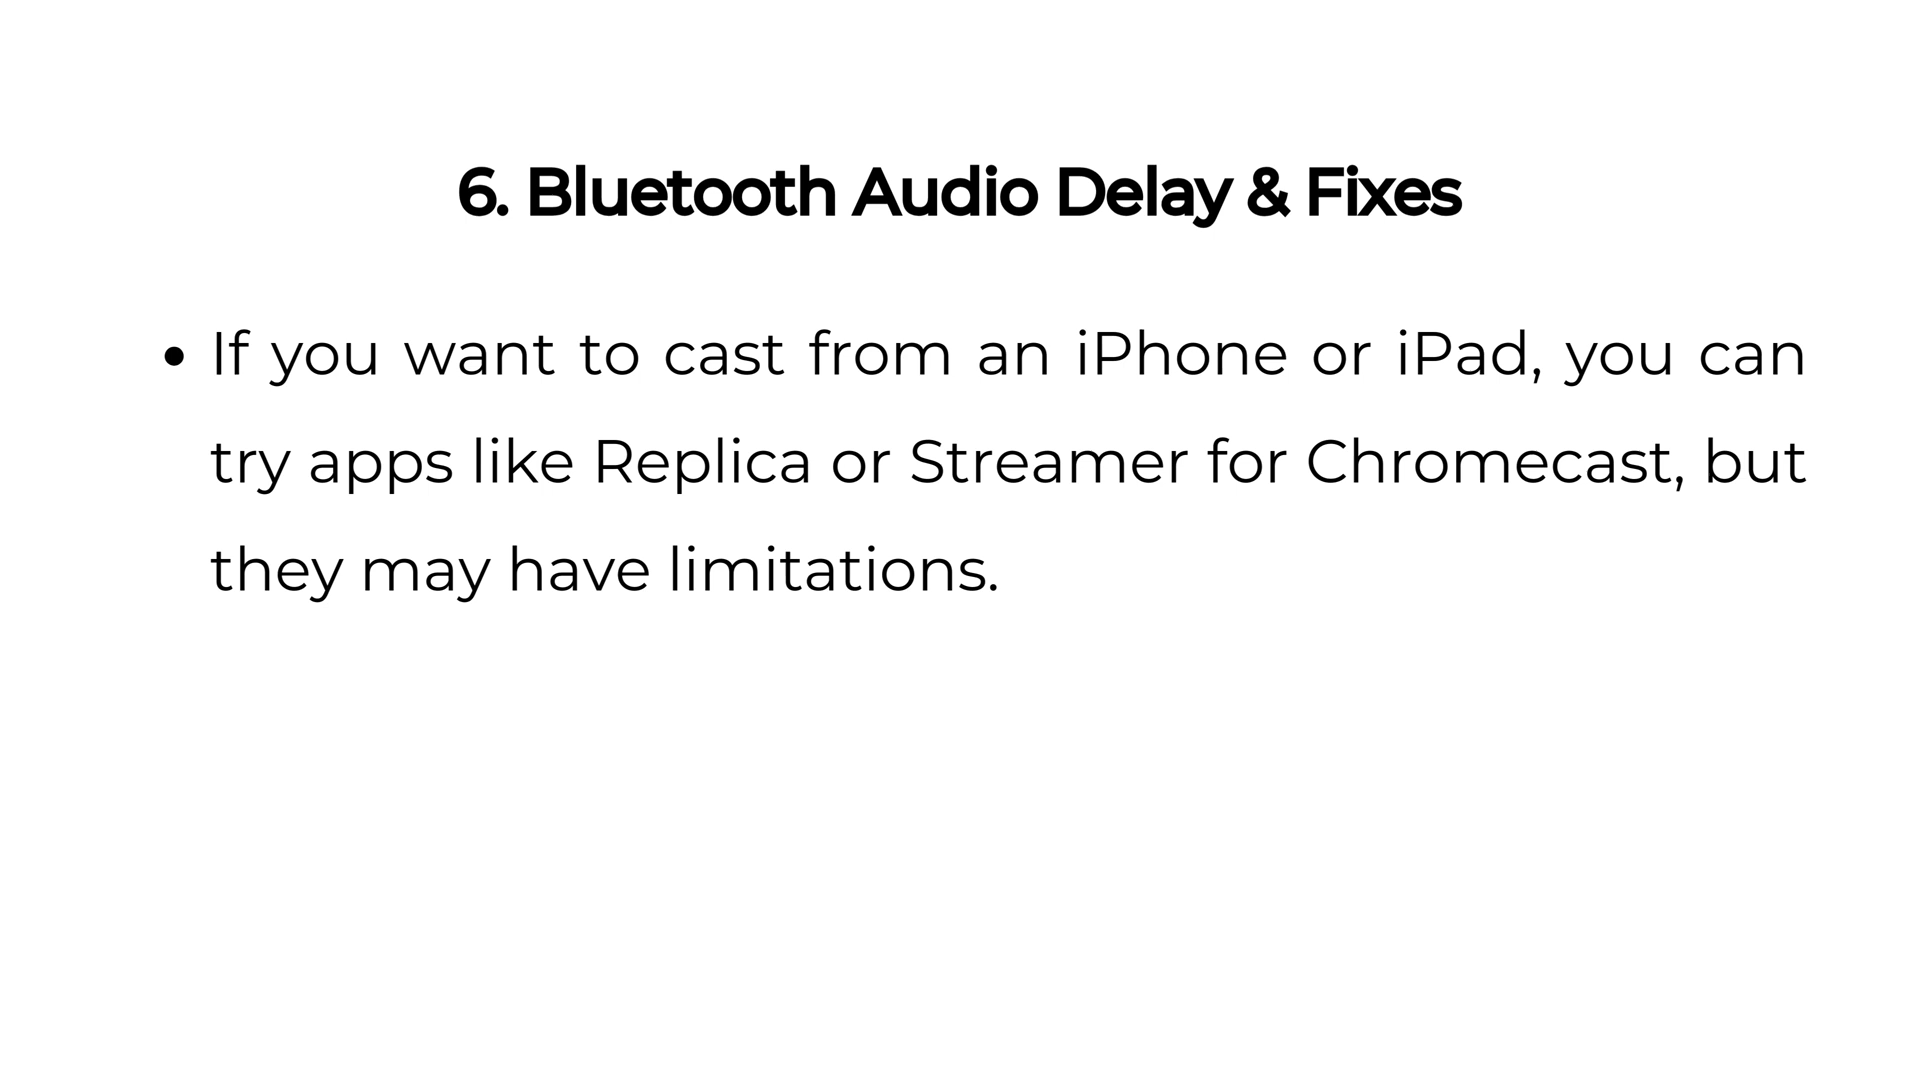 6. Bluetooth Audio Delay & Fixes
• If you want to cast from an iPhone or iPad, you can
try apps like Replica or Streamer for Chromecast, but
they may have limitations.